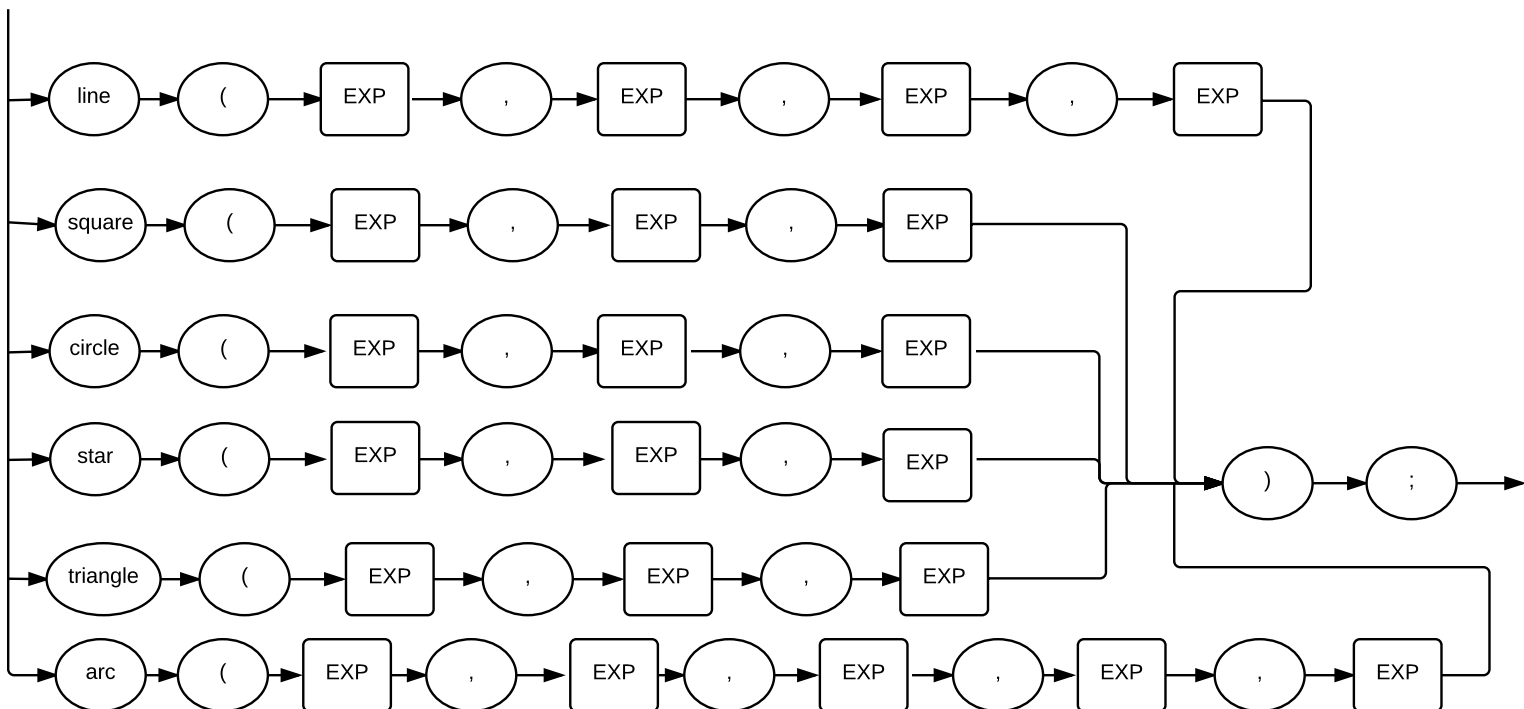 line ( EXP , EXP , EXP , EXP
square ( EXP , EXP , EXP
circle ( EXP , EXP , EXP
star ( EXP , EXP , EXP
) ;
triangle ( EXP , EXP , EXP
arc ( EXP , EXP , EXP , EXP , EXP